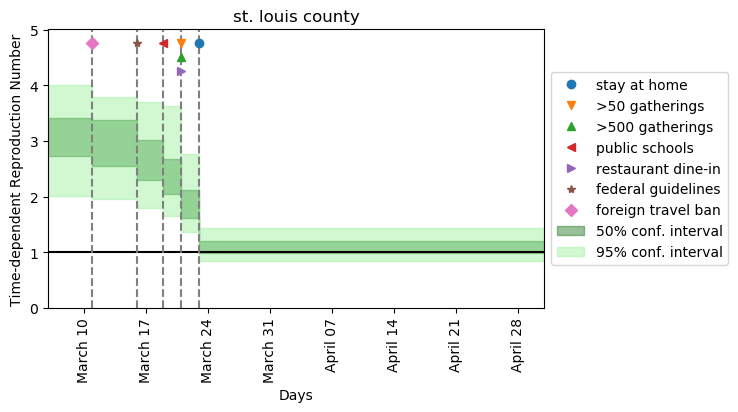 st. louis county
Time-dependent Reproduction Number
5
4
3
2
1
0
March 10
March 17
March 24
March 31
April 07
April 14
April 21
April 28
Days
stay at home
>50 gatherings
>500 gatherings
public schools
restaurant dine-in
federal guidelines
foreign travel ban
50% conf. interval
95% conf. interval